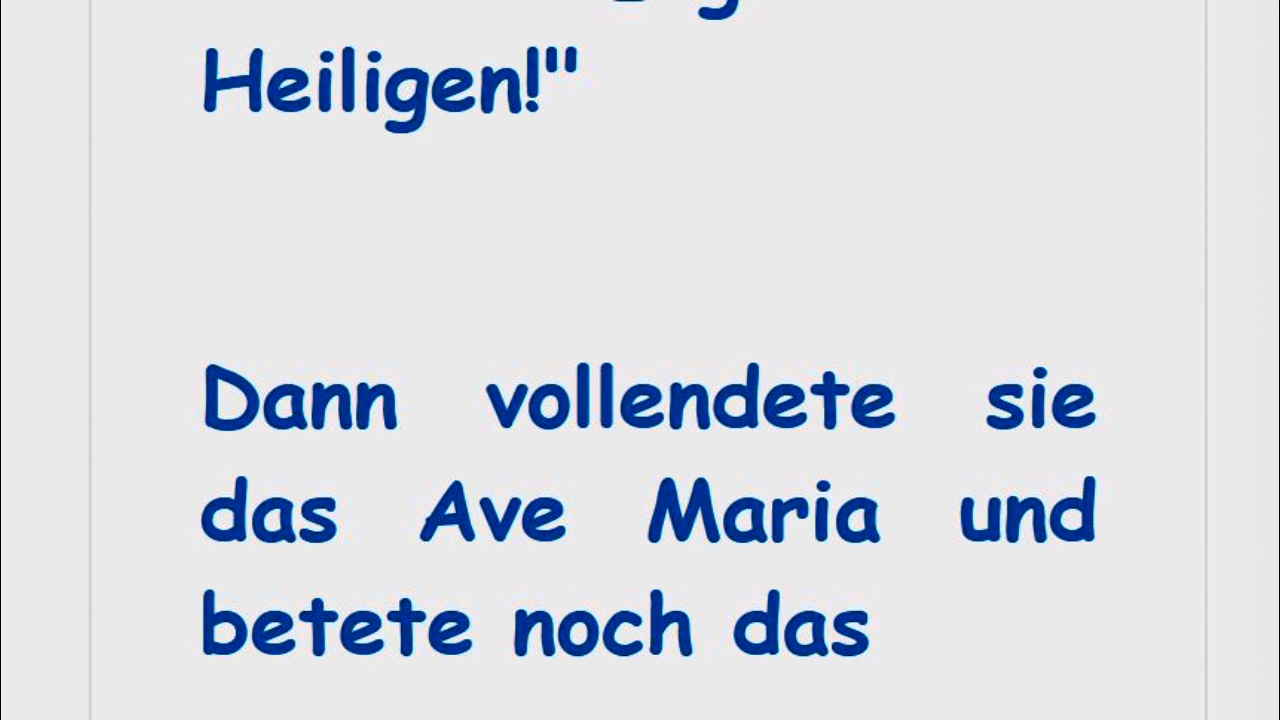 Heiligen!"
Dann vollendete sie
das Ave Maria und
betete noch das